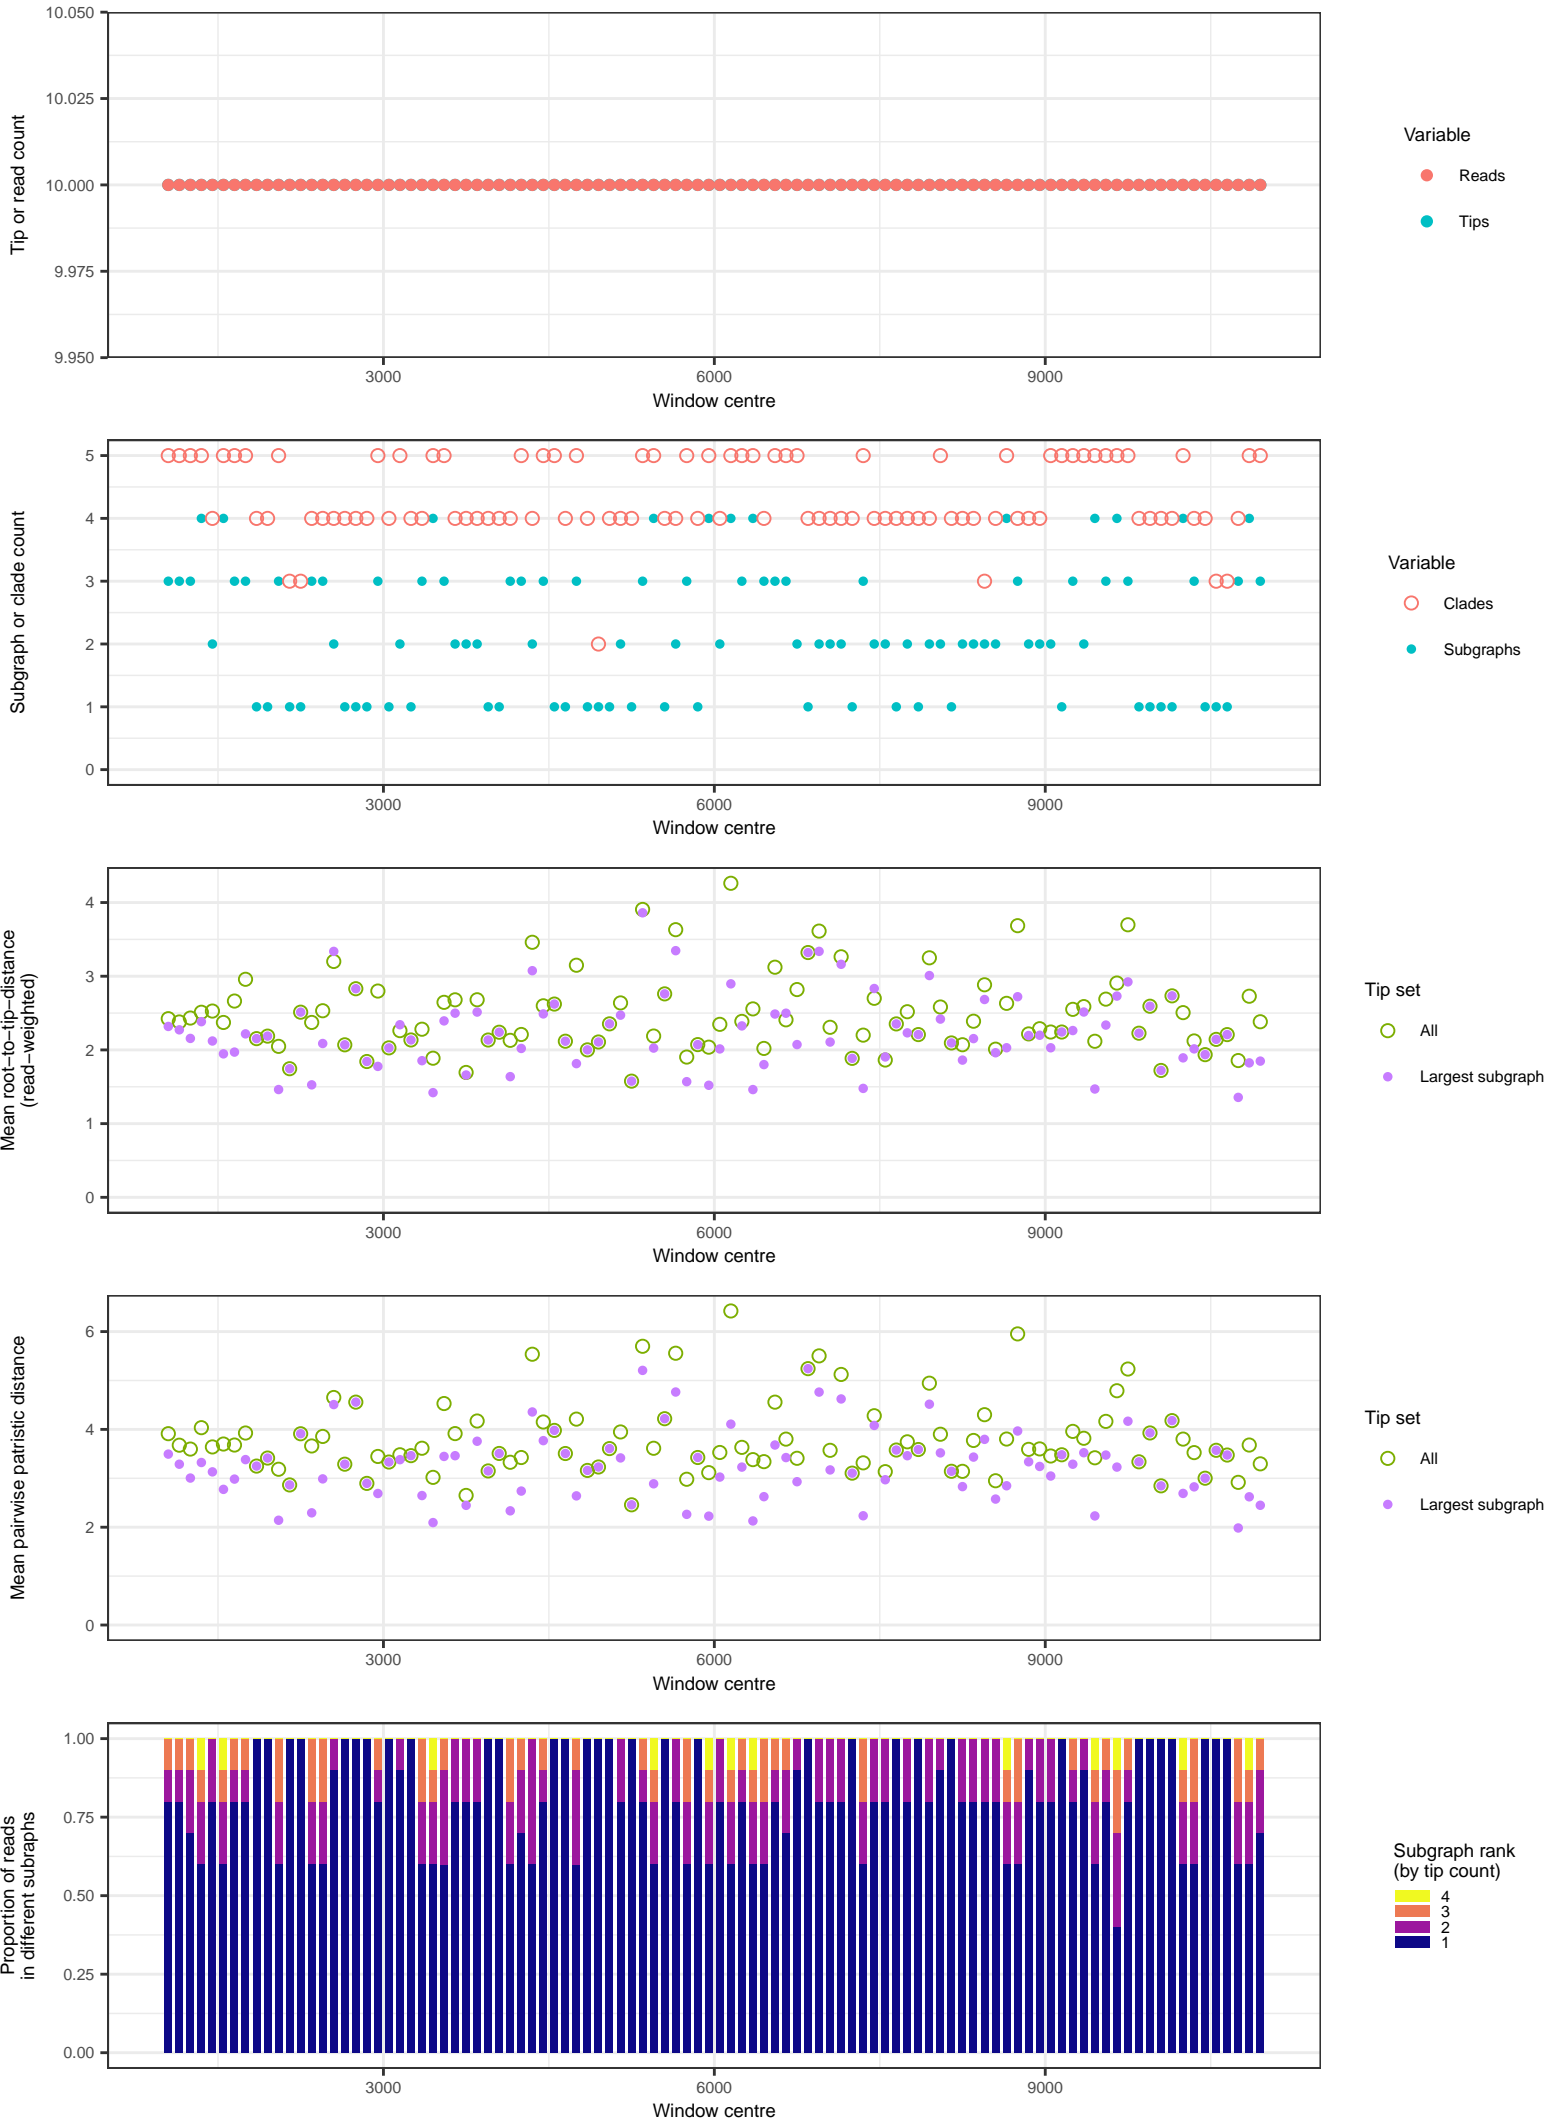 10.050
10.025
10.000
9.975
9.950
Tip or read count
3000 6000 9000
Window centre
Variable
Reads
Tips
5
4
3
2
1
0
Subgraph or clade count
3000 6000 9000
Window centre
Variable
Clades
Subgraphs
4
3
2
1
0
Mean root−to−tip−distance
(read−weighted)
3000 6000 9000
Window centre
Tip set
All
Largest subgraph
6
4
2
0
Mean pairwise patristic distance
3000 6000 9000
Window centre
Tip set
All
Largest subgraph
1.00
0.75
0.50
0.25
0.00
Proportion of reads
in different subraphs
3000 6000 9000
Window centre
Subgraph rank
(by tip count)
4
3
2
1